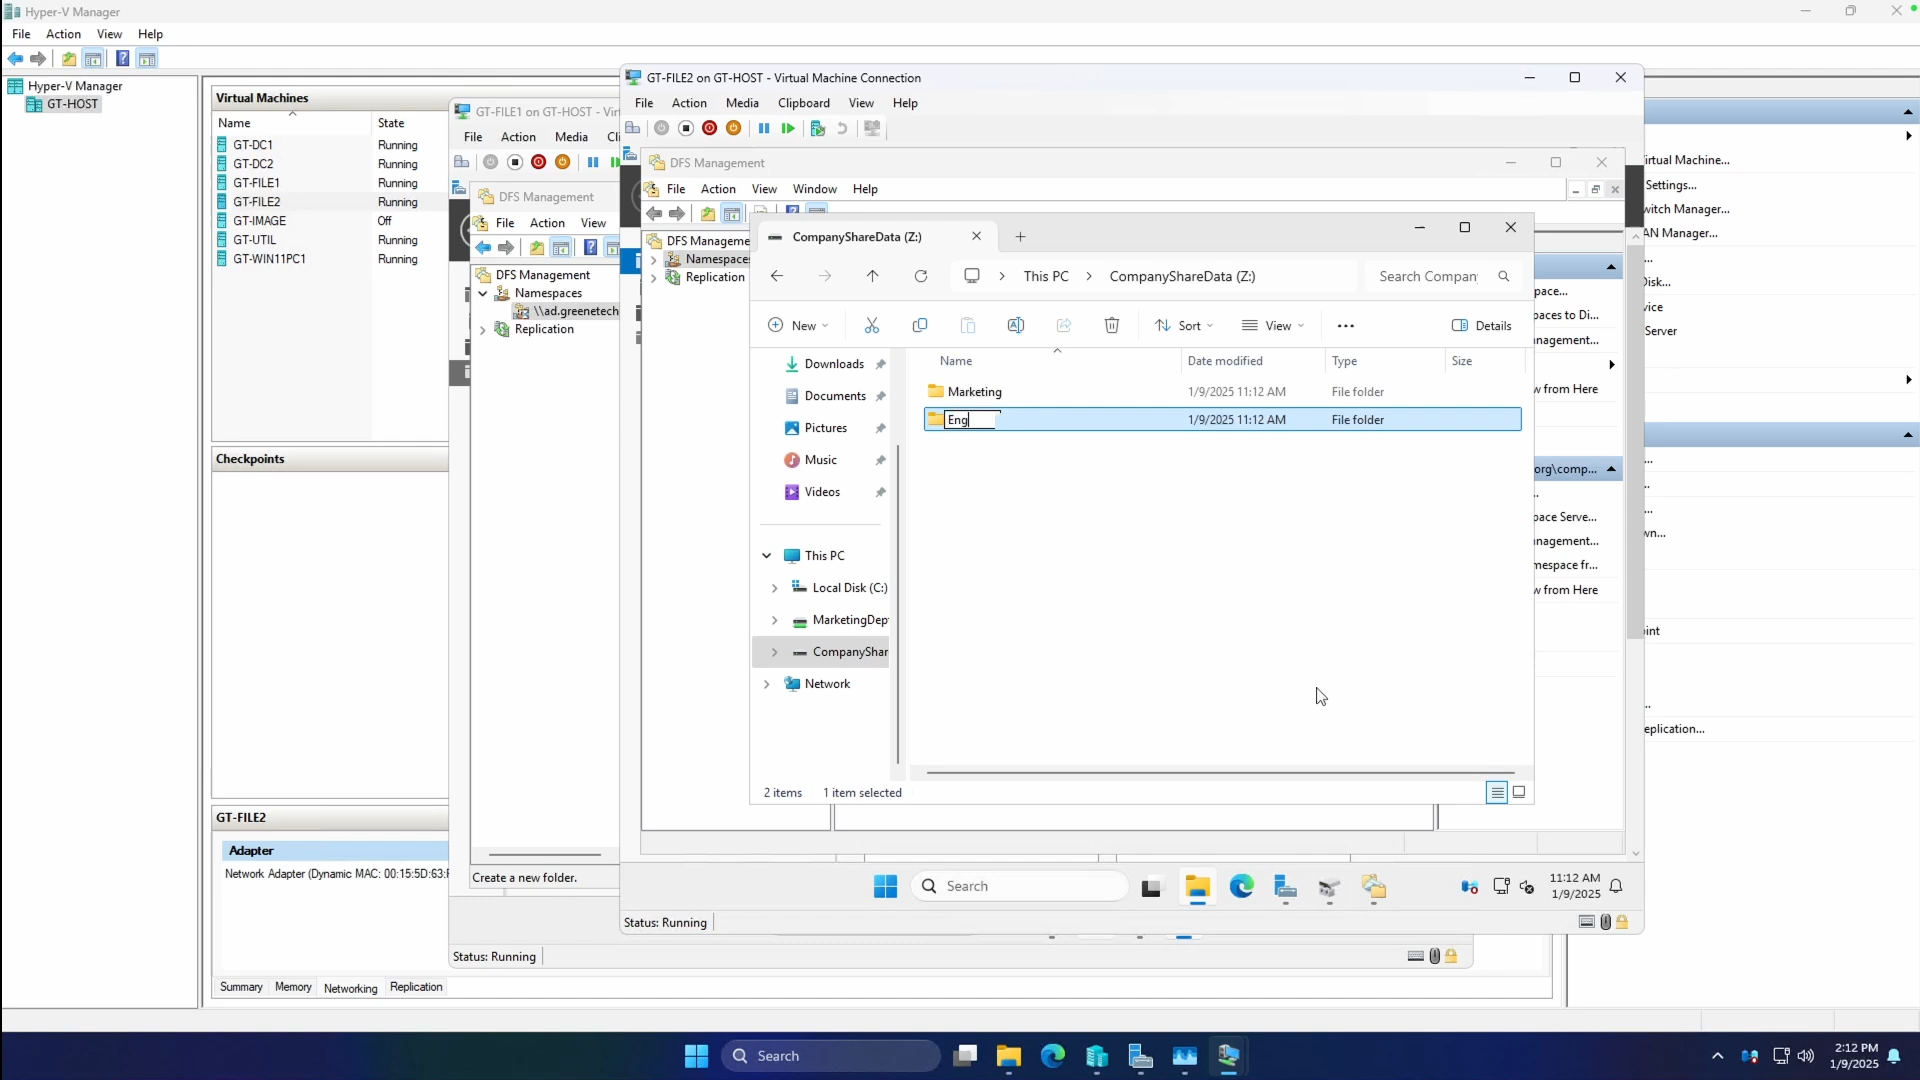 Hyper-V Manager
File Action View Help
Hyper-V Manager
GT-HOST
Virtual Machines
Name State
GT-DC1 Running
GT-DC2 Running
GT-FILE1 Running
GT-FILE2 Running
GT-IMAGE Off
GT-UTIL Running
GT-WIN11PC1 Running
Checkpoints
GT-FILE2
Adapter
Network Adapter (Dynamic MAC: 00:15:5D:63:
Summary Memory Networking Replication
GT-FILE1 on GT-HOST - Vir
File Action Media Cli
DFS Management
File Action View
DFS Management
Namespaces
\\ad.greenetech
Replication
Create a new folder.
Status: Running
GT-FILE2 on GT-HOST - Virtual Machine Connection
File Action Media Clipboard View Help
DFS Management
File Action View Window Help
DFS Manageme
Namespaces
Replication
CompanyShareData (Z:)
This PC > CompanyShareData (Z:)
Search Compan
New Sort View Details
Downloads
Documents
Pictures
Music
Videos
This PC
Local Disk (C:)
MarketingDep
CompanyShar
Network
Name Date modified Type Size
Marketing 1/9/2025 11:12 AM File folder
Eng 1/9/2025 11:12 AM File folder
2 items 1 item selected
pace...
paces to Di...
nagement...
w from Here
org\comp...
pace Serve...
nagement...
mespace fr...
w from Here
Search
11:12 AM
1/9/2025
Status: Running
irtual Machine...
Settings...
witch Manager...
AN Manager...
Disk...
vice
Server
w from Here
wn...
int
eplication...
Search
2:12 PM
1/9/2025